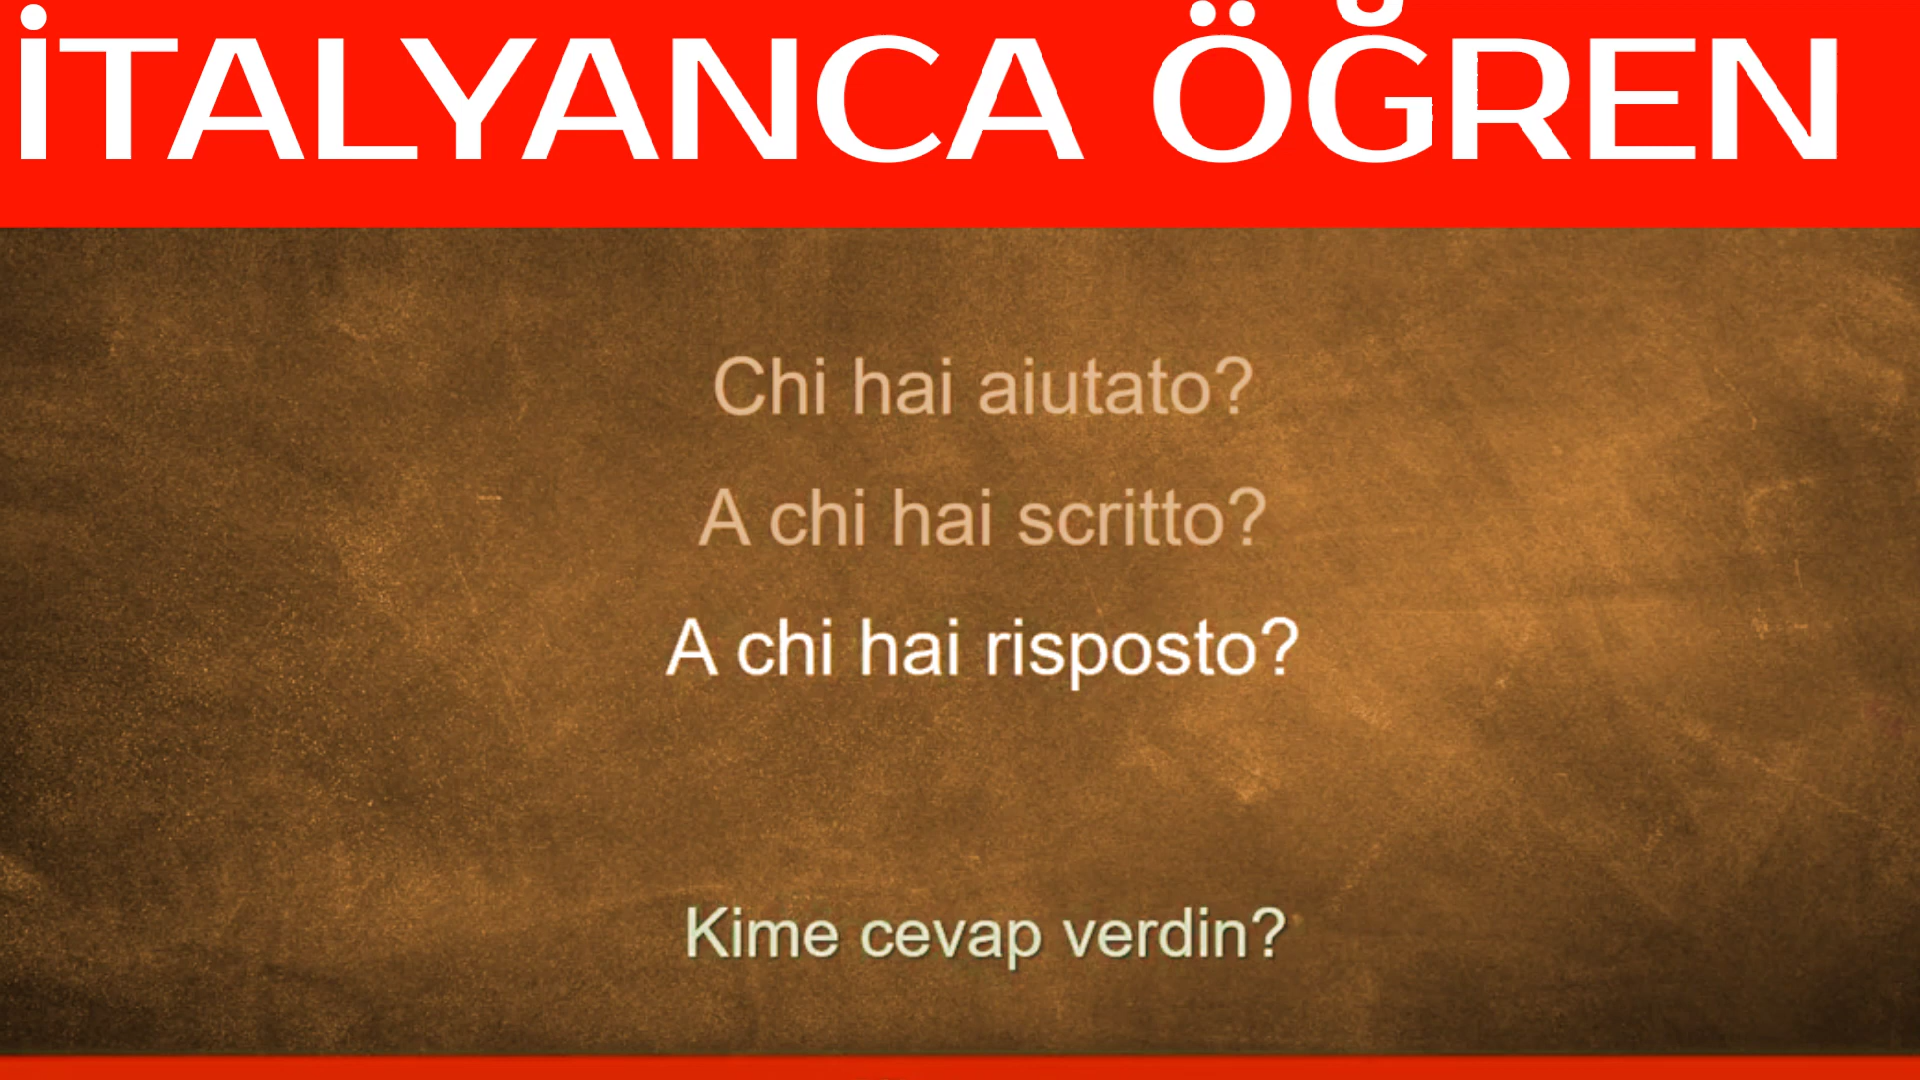 İTALYANCA ÖĞREN
Chi hai aiutato?
A chi hai scritto?
A chi hai risposto?
Kime cevap verdin?